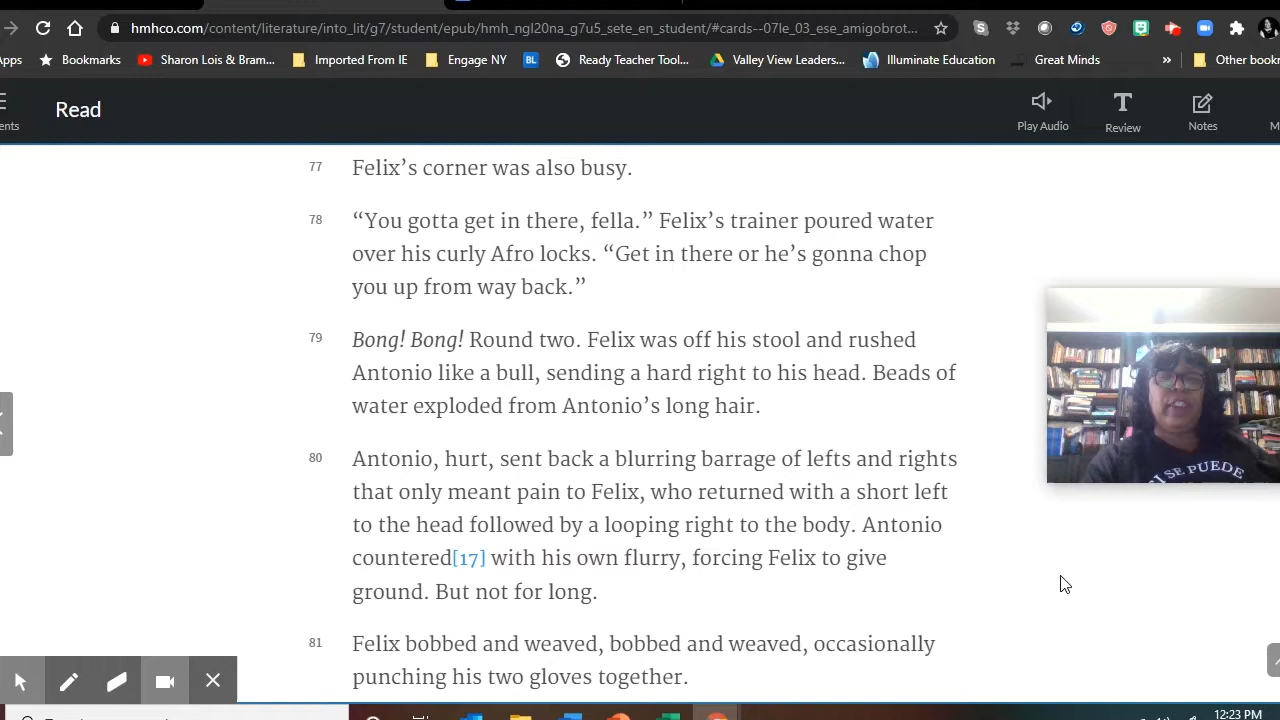 hmhco.com/content/literature/into_lit/g7/student/epub/hmh_ngl20na_g7u5_sete_en_student/#cards--07le_03_ese_amigobrot...
Apps Bookmarks Sharon Lois & Bram... Imported From IE Engage NY BL Ready Teacher Tool... Valley View Leaders... Illuminate Education Great Minds » Other bookm
ents Read Play Audio Review Notes M
77 Felix’s corner was also busy.
78 “You gotta get in there, fella.” Felix’s trainer poured water
over his curly Afro locks. “Get in there or he’s gonna chop
you up from way back.”
79 Bong! Bong! Round two. Felix was off his stool and rushed
Antonio like a bull, sending a hard right to his head. Beads of
water exploded from Antonio’s long hair.
80 Antonio, hurt, sent back a blurring barrage of lefts and rights
that only meant pain to Felix, who returned with a short left
to the head followed by a looping right to the body. Antonio
countered[17] with his own flurry, forcing Felix to give
ground. But not for long.
81 Felix bobbed and weaved, bobbed and weaved, occasionally
punching his two gloves together.
SI SE PUEDE
12:23 PM